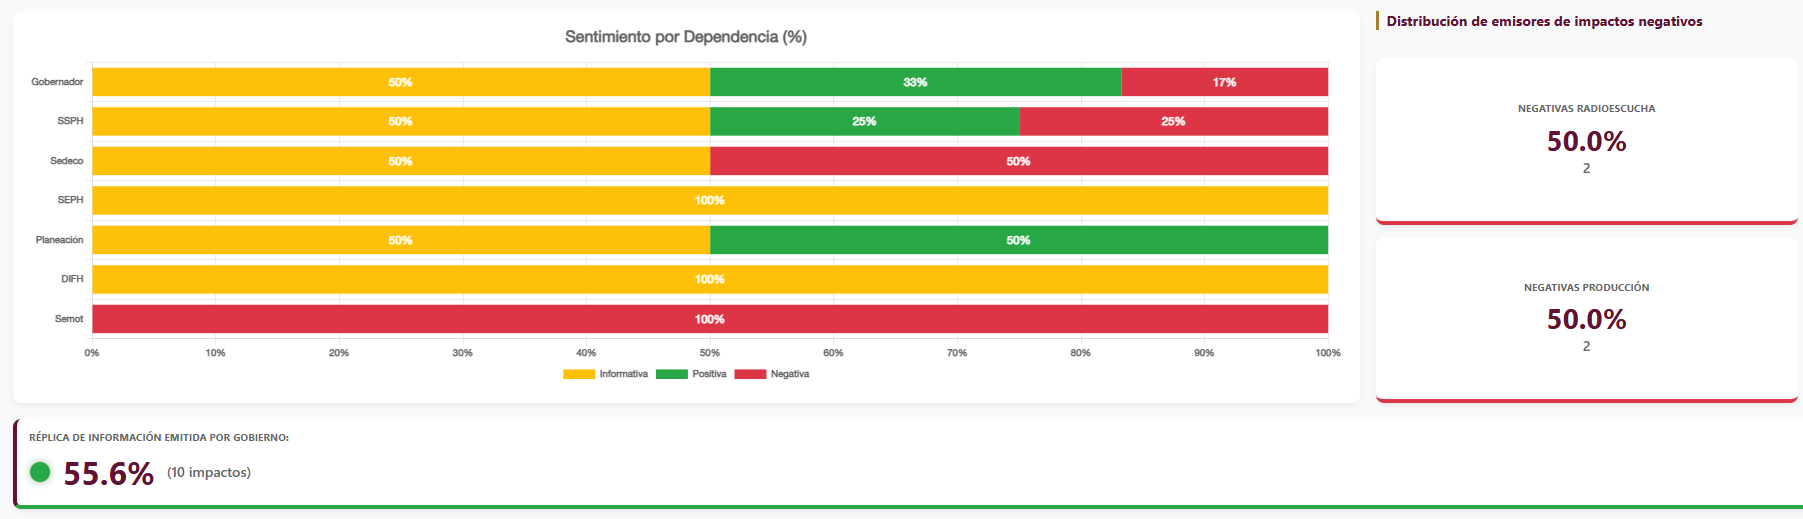 Sentimiento por Dependencia (%)
Gobernador 50% 33% 17%
SSPH 50% 25% 25%
Sedeco 50% 50%
SEPH 100%
Planeación 50% 50%
DIFH 100%
Semot 100%
0% 10% 20% 30% 40% 50% 60% 70% 80% 90% 100%
Informativa Positiva Negativa
Distribución de emisores de impactos negativos
NEGATIVAS RADIOESCUCHA
50.0%
2
NEGATIVAS PRODUCCIÓN
50.0%
2
RÉPLICA DE INFORMACIÓN EMITIDA POR GOBIERNO:
55.6% (10 impactos)